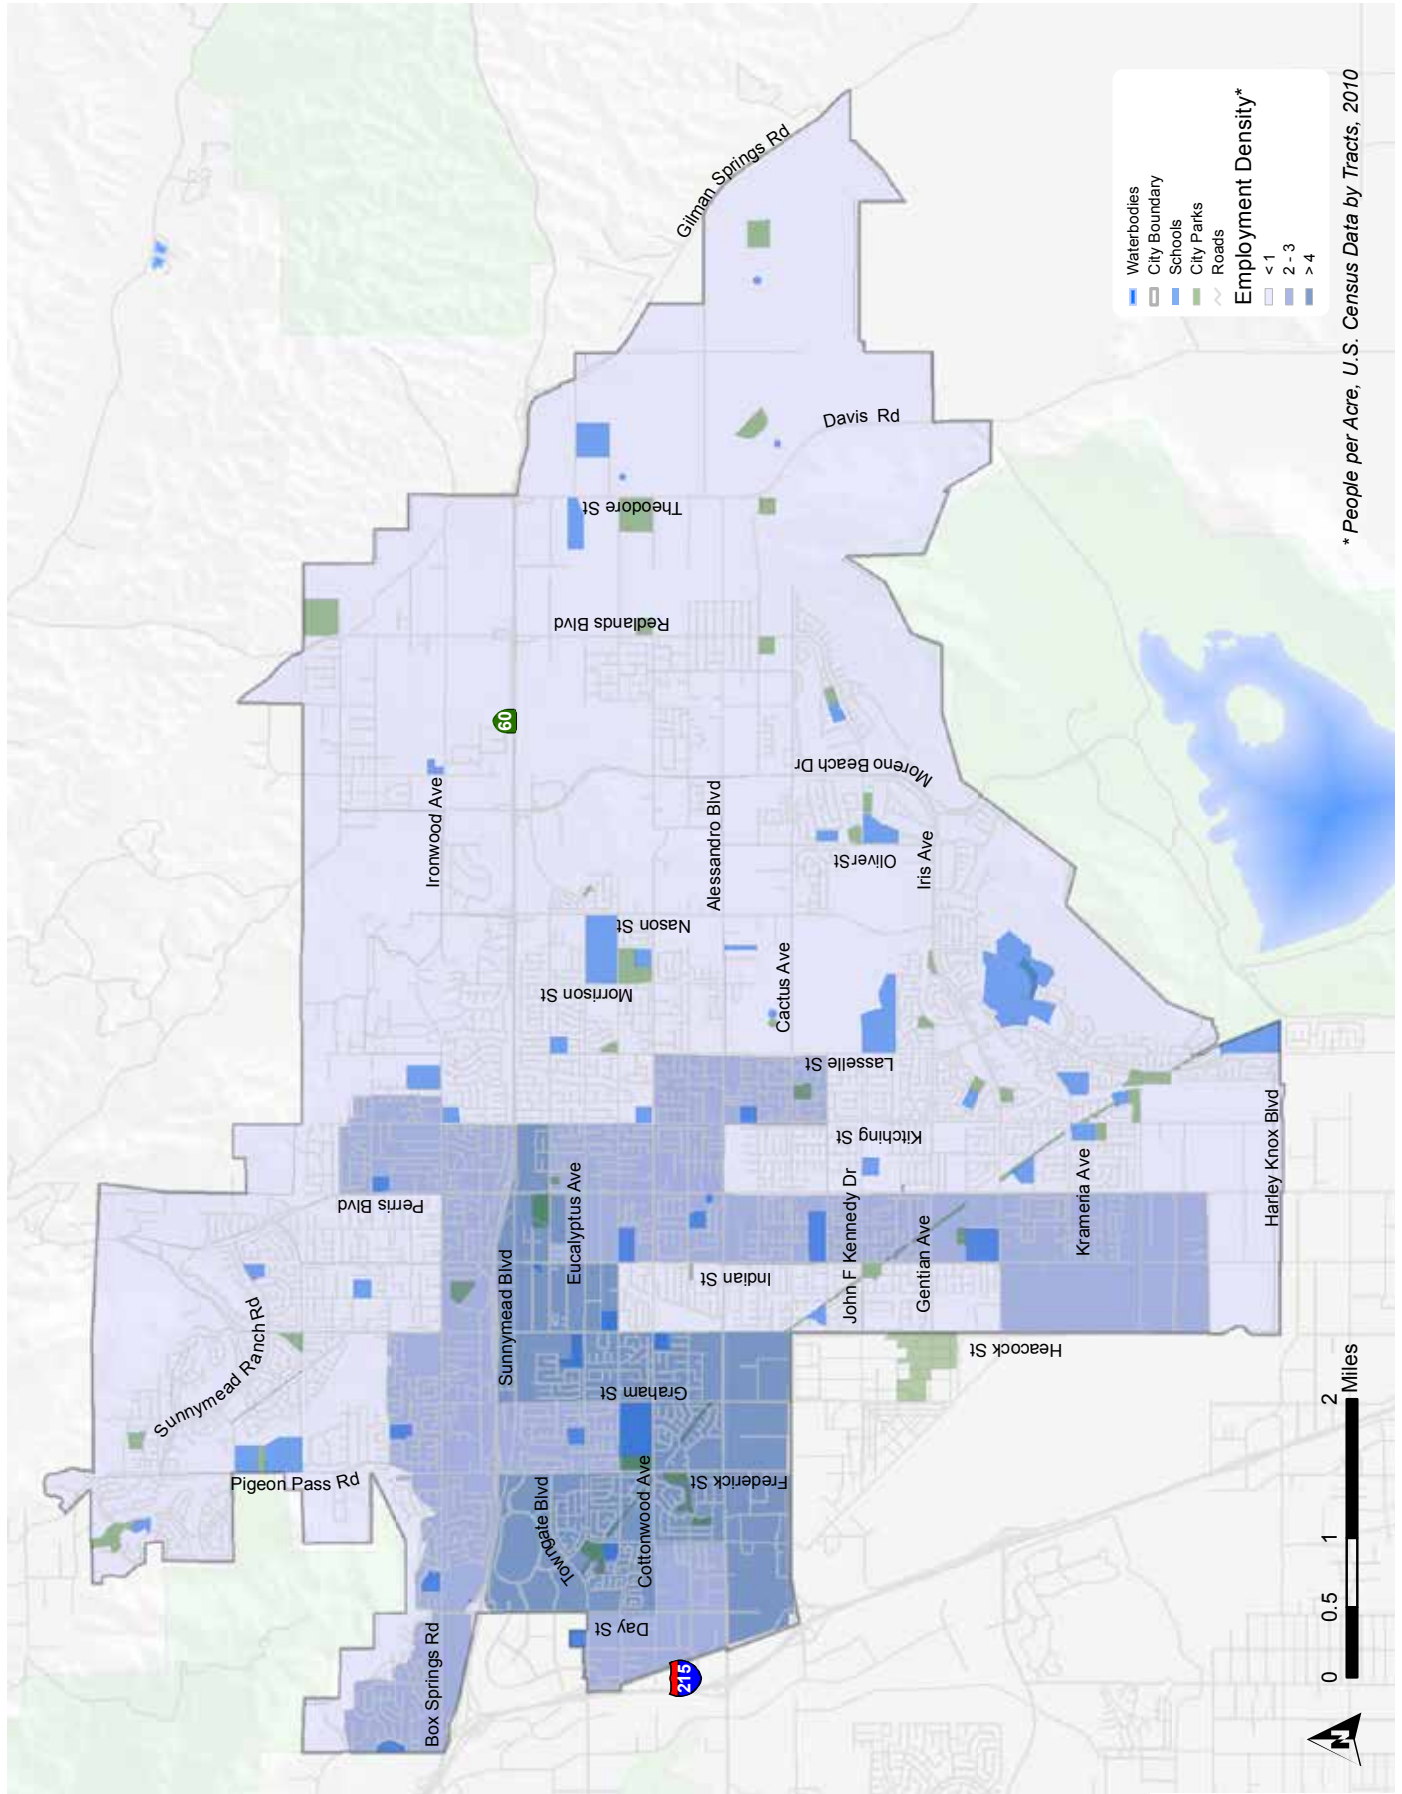 Gilman Springs Rd
Davis Rd
Theodore St
Redlands Blvd
60
Moreno Beach Dr
Ironwood Ave
Alessandro Blvd
Oliver St
Iris Ave
Nason St
Morrison St
Cactus Ave
Lasselle St
Kitching St
Perris Blvd
Eucalyptus Ave
Sunnymead Blvd
Indian St
John F Kennedy Dr
Gentian Ave
Krameria Ave
Harley Knox Blvd
Sunnymead Ranch Rd
Heacock St
Graham St
Pigeon Pass Rd
Towngate Blvd
Cottonwood Ave
Frederick St
Day St
Box Springs Rd
215
Waterbodies
City Boundary
Schools
City Parks
Roads
Employment Density*
< 1
2 - 3
> 4
* People per Acre, U.S. Census Data by Tracts, 2010
0 0.5 1 2
Miles
N